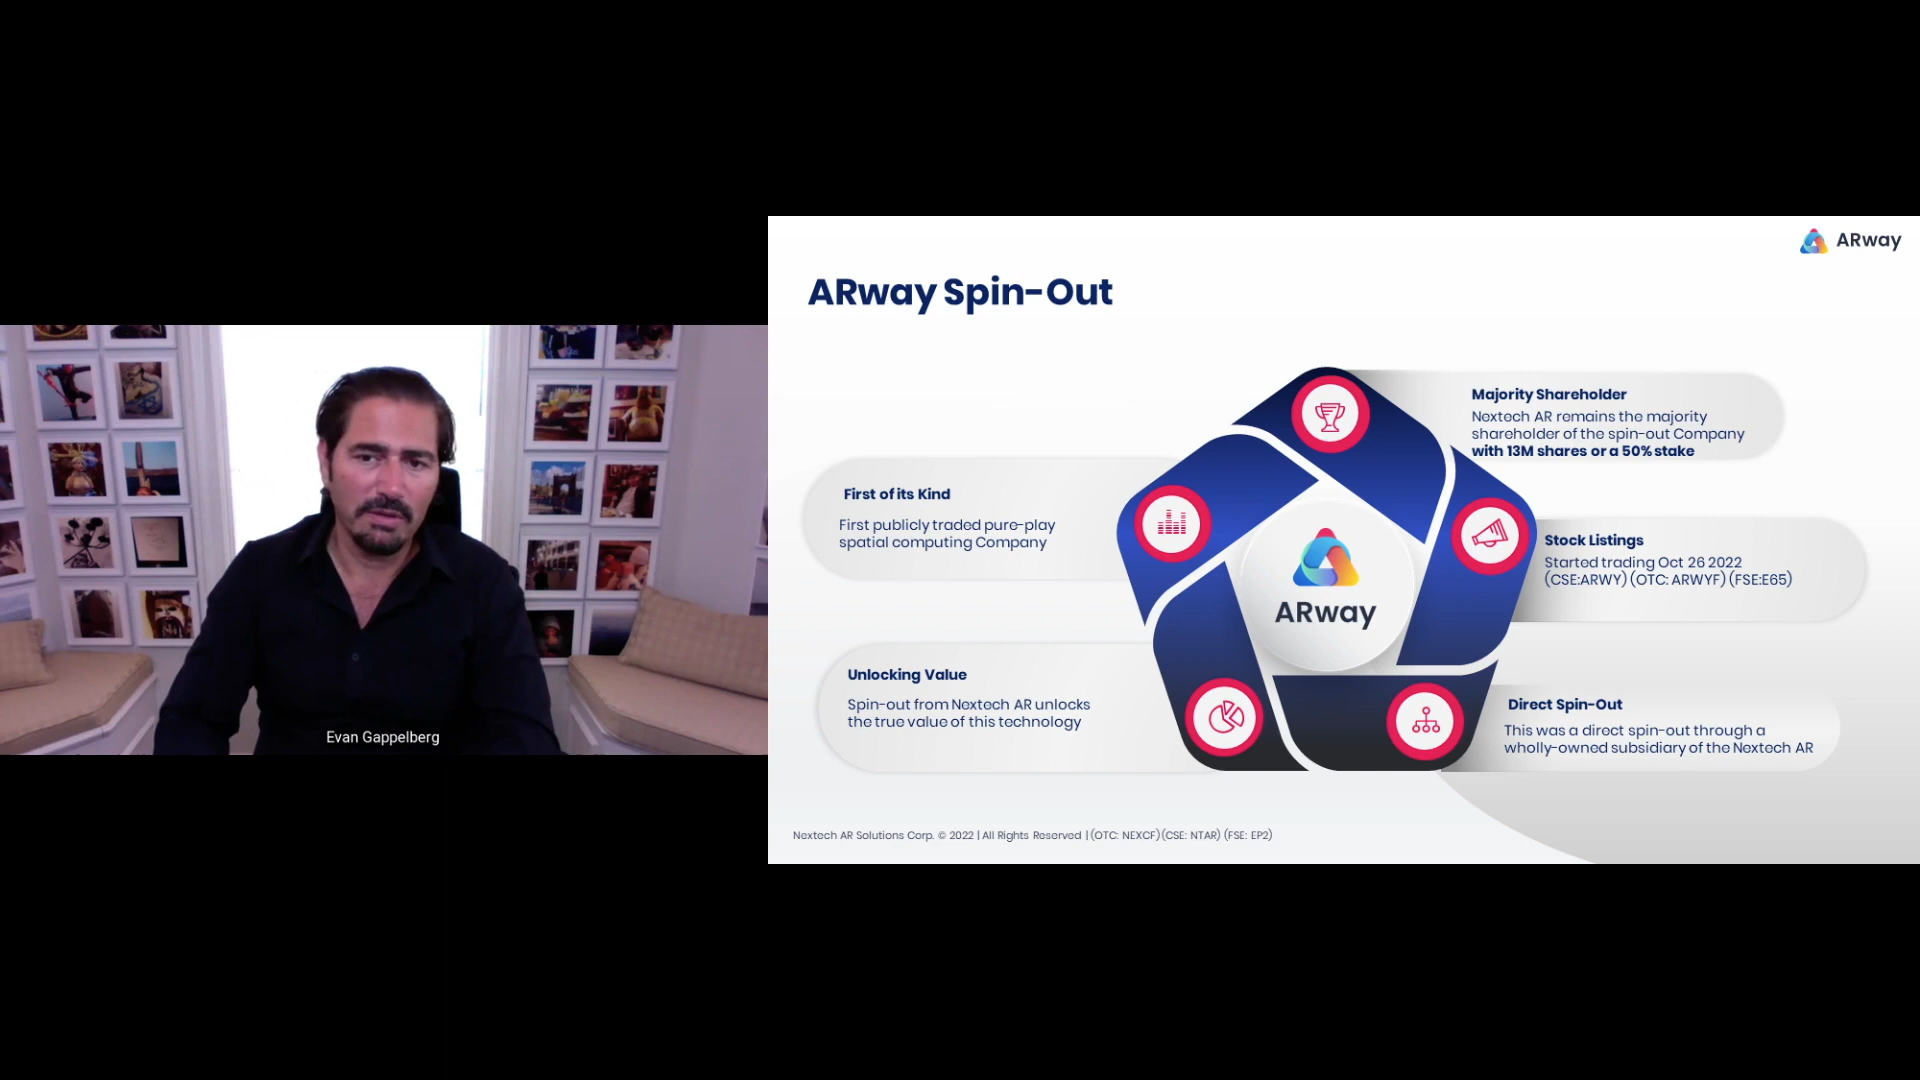 Evan Gappelberg
ARway
ARway Spin-Out
Majority Shareholder
Nextech AR remains the majority
shareholder of the spin-out Company
with 13M shares or a 50% stake
First of its Kind
First publicly traded pure-play
spatial computing Company
Stock Listings
Started trading Oct 26 2022
(CSE:ARWY) (OTC: ARWYF) (FSE:E65)
ARway
Unlocking Value
Spin-out from Nextech AR unlocks
the true value of this technology
Direct Spin-Out
This was a direct spin-out through a
wholly-owned subsidiary of the Nextech AR
Nextech AR Solutions Corp. © 2022 | All Rights Reserved | (OTC: NEXCF) (CSE: NTAR) (FSE: EP2)